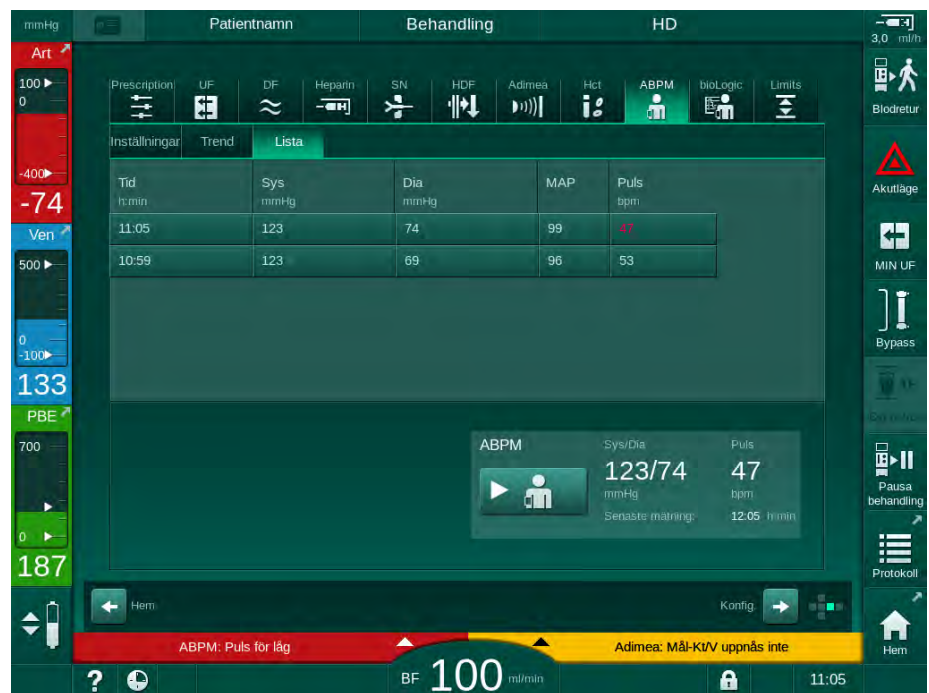 mmHg
Patientnamn Behandling HD
3,0 ml/h
Art
100
0
-400
-74
Ven
500
0
-100
133
PBE
700
0
187
Prescription UF DF Heparin SN HDF Adimea Hct ABPM bioLogic Limits
Inställningar Trend Lista
Tid Sys Dia MAP Puls
h:min mmHg mmHg bpm
11:05 123 74 99 47
10:59 123 69 96 53
ABPM Sys/Dia Puls
123/74 47
mmHg bpm
Senaste mätning: 12:05 h:min
Hem Konfig.
ABPM: Puls för låg Adimea: Mål-Kt/V uppnås inte
? BF 100 ml/min 11:05
Blodretur
Akutläge
MIN UF
Bypass
Pausa
behandling
Protokoll
Hem